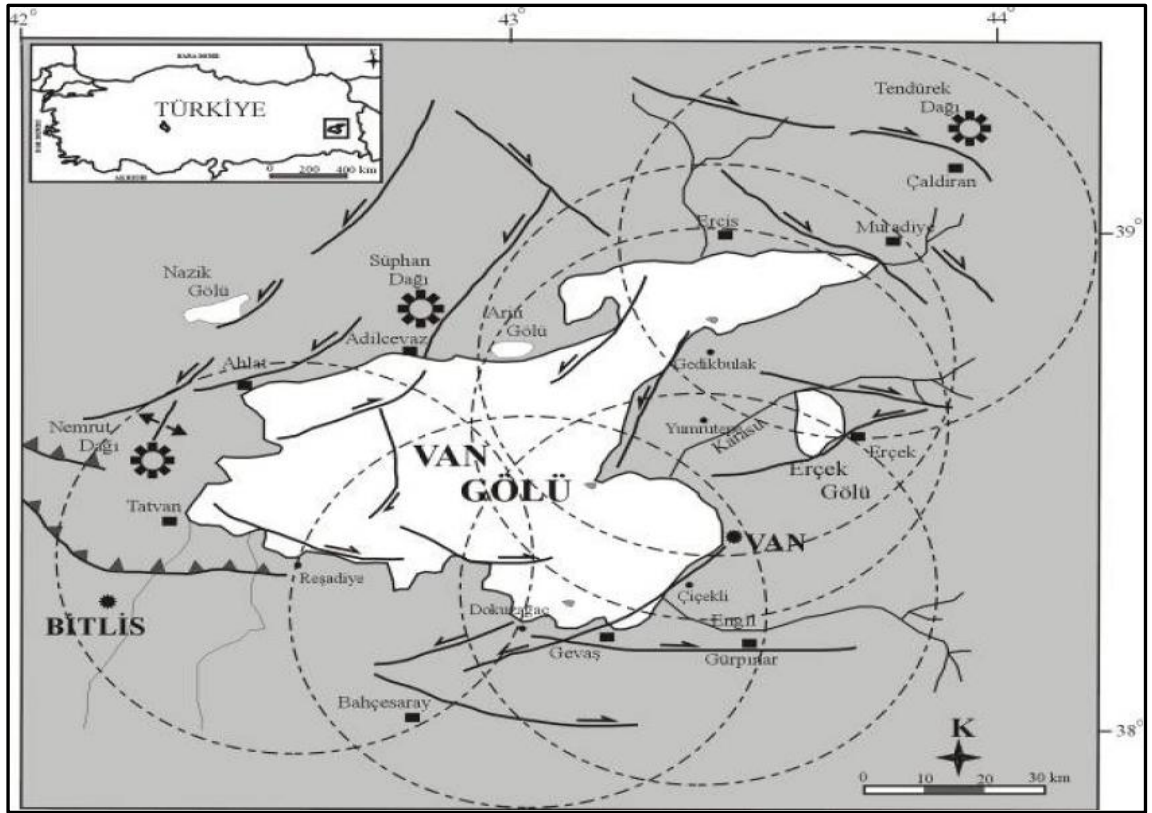 42°
43°
44°
KARA DENİZ
TÜRKİYE
0 200 400 km
Tendürek
Dağı
Çaldıran
39°
Erciş
Muradiye
Süphan
Dağı
Nazik
Gölü
Arin
Gölü
Adilcevaz
Ahlat
Gedikbulak
Nemrut
Dağı
Yumrutepe
Karasu
Erçek
Erçek
Gölü
VAN
GÖLÜ
Tatvan
VAN
Reşadiye
Çiçekli
BİTLİS
Dokuzağaç
Engil
Gevaş
Gürpınar
Bahçesaray
38°
K
0 10 20 30 km